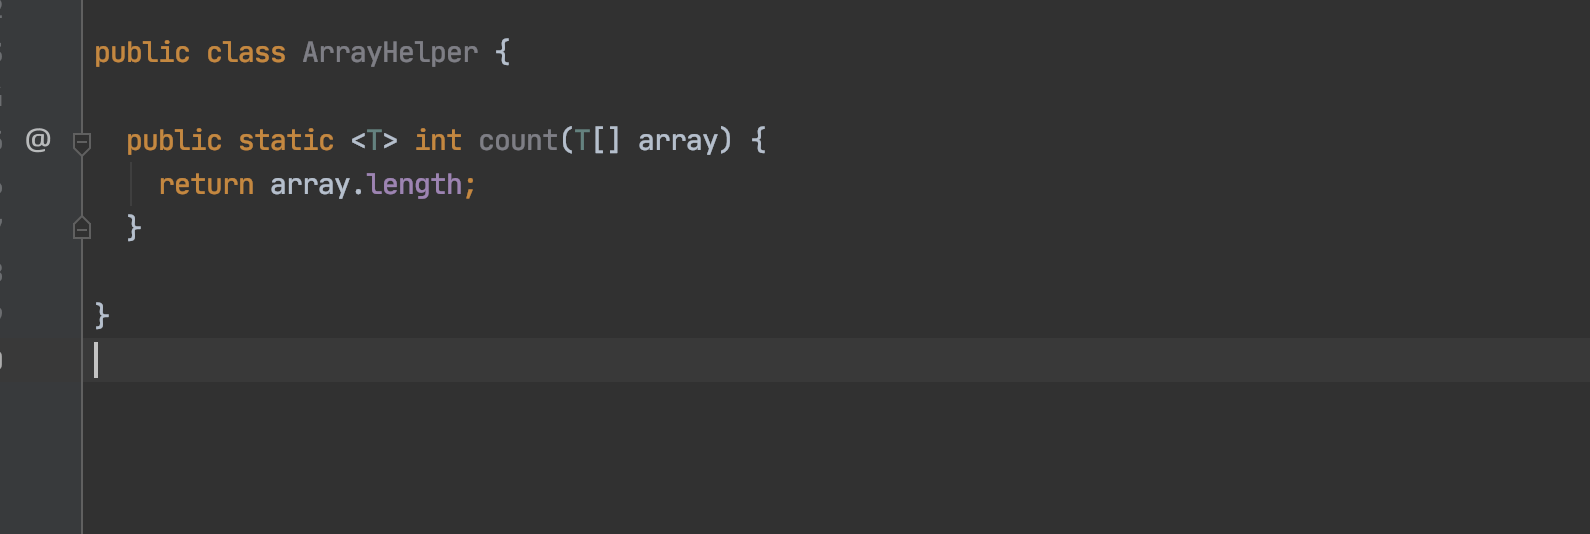 public class ArrayHelper {
@ public static <T> int count(T[] array) {
return array.length;
}
}